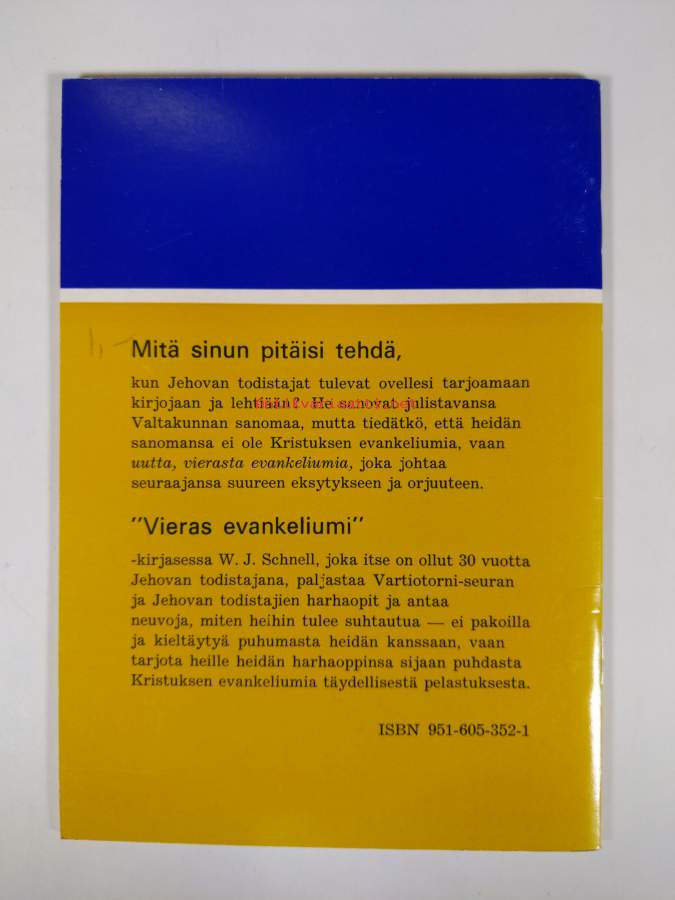 Mitä sinun pitäisi tehdä,
kun Jehovan todistajat tulevat ovellesi tarjoamaan
kirjojaan ja lehtiään? He sanovat julistavansa
Valtakunnan sanomaa, mutta tiedätkö, että heidän
sanomansa ei ole Kristuksen evankeliumia, vaan
uutta, vierasta evankeliumia, joka johtaa
seuraajansa suureen eksytykseen ja orjuuteen.
"Vieras evankeliumi"
-kirjasessa W. J. Schnell, joka itse on ollut 30 vuotta
Jehovan todistajana, paljastaa Vartiotorni-seuran
ja Jehovan todistajien harhaopit ja antaa
neuvoja, miten heihin tulee suhtautua — ei pakoilla
ja kieltäytyä puhumasta heidän kanssaan, vaan
tarjota heille heidän harhaoppinsa sijaan puhdasta
Kristuksen evankeliumia täydellisestä pelastuksesta.
ISBN 951-605-352-1